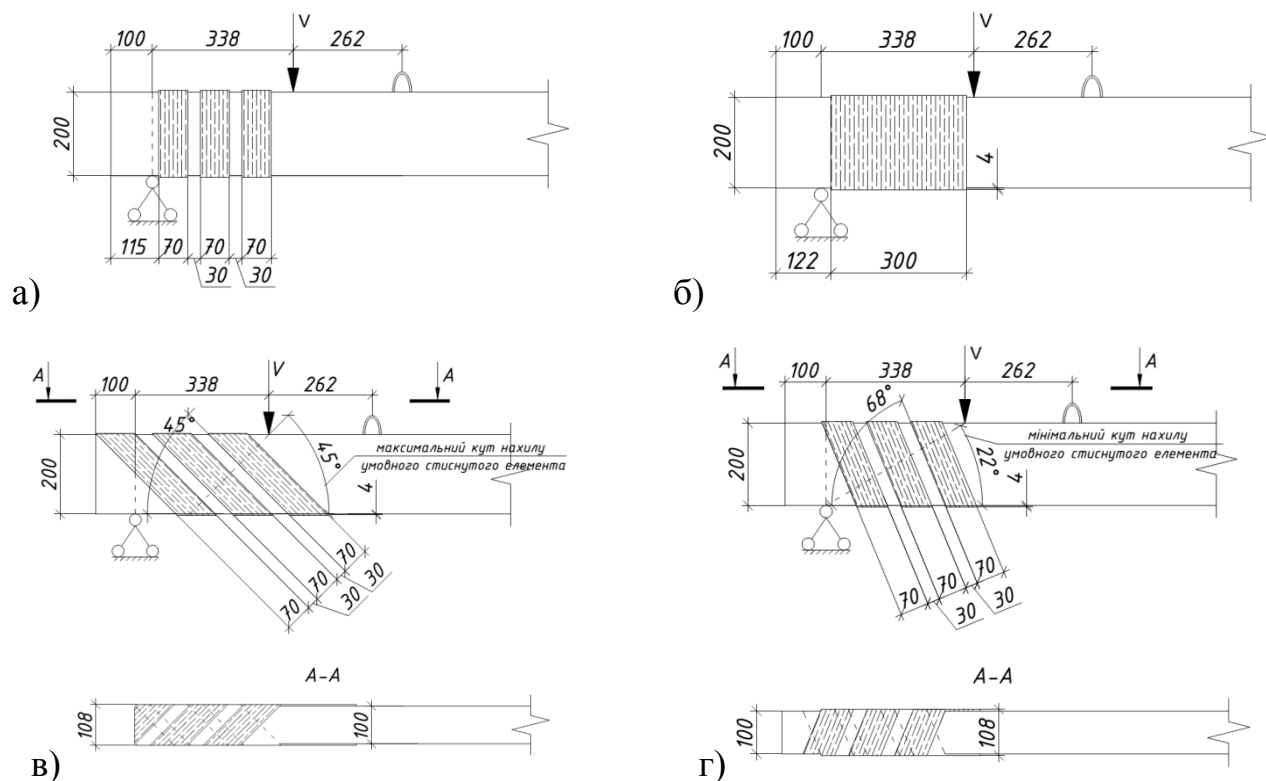 V
100 338 262
200
115 70 70 70
30 30
а)
V
100 338 262
200
4
122 300
б)
A V A
100 338 262
45° 45°
максимальний кут нахилу
умовного стиснутого елемента
200
4
70 70 70
30 30
A-A
108 100
в)
A V A
100 338 262
68°
мінімальний кут нахилу
умовного стиснутого елемента
22°
200
4
70 70 70
30 30
A-A
100 108
г)